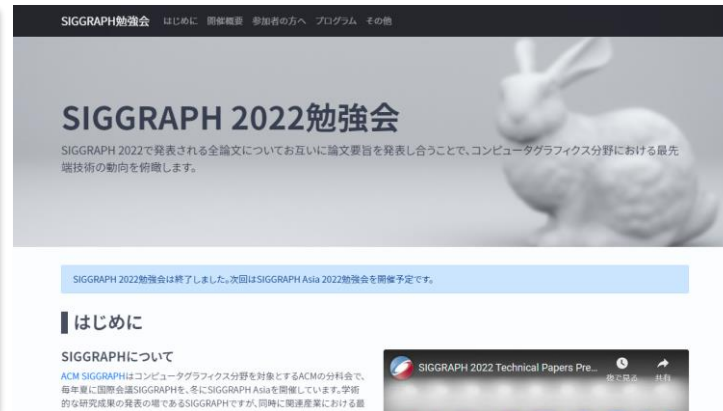 SIGGRAPH勉強会 はじめに 開催概要 参加者の方へ プログラム その他
SIGGRAPH 2022勉強会
SIGGRAPH 2022で発表される全論文についてお互いに論文要旨を発表し合うことで、コンピュータグラフィクス分野における最先
端技術の動向を俯瞰します。
SIGGRAPH 2022勉強会は終了しました。次回はSIGGRAPH Asia 2022勉強会を開催予定です。
はじめに
SIGGRAPHについて
ACM SIGGRAPHはコンピュータグラフィクス分野を対象とするACMの分科会で、
毎年夏に国際会議SIGGRAPHを、冬にSIGGRAPH Asiaを開催しています。学術
的な研究成果の発表の場であるSIGGRAPHですが、同時に関連産業における最
SIGGRAPH 2022 Technical Papers Pre...
後で見る 共有